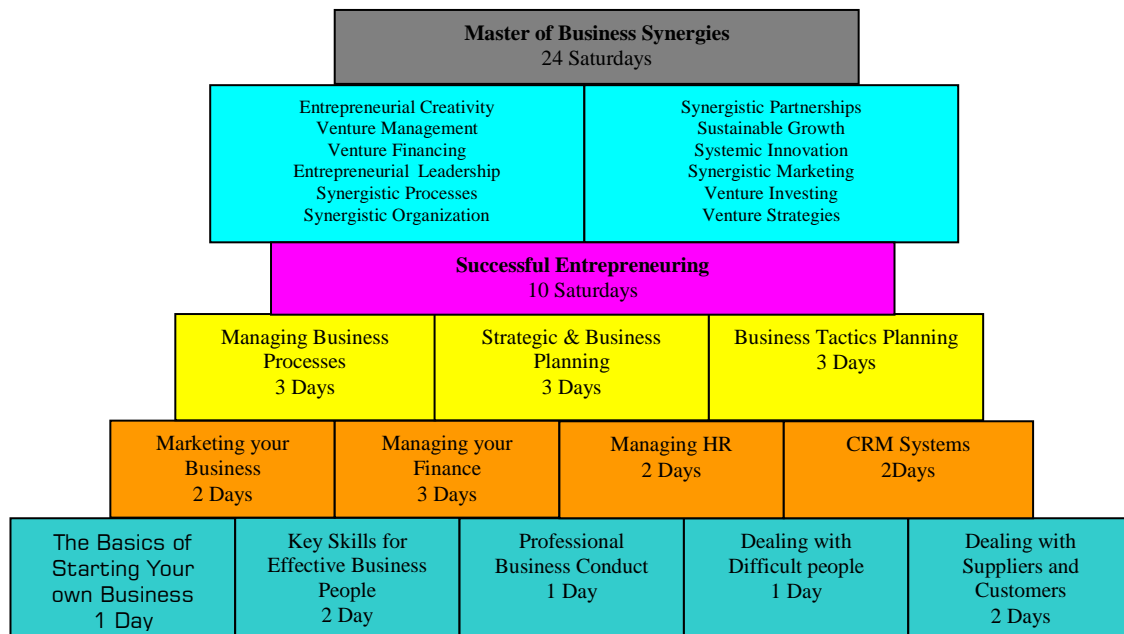 Master of Business Synergies
24 Saturdays
Entrepreneurial Creativity
Venture Management
Venture Financing
Entrepreneurial Leadership
Synergistic Processes
Synergistic Organization
Synergistic Partnerships
Sustainable Growth
Systemic Innovation
Synergistic Marketing
Venture Investing
Venture Strategies
Successful Entrepreneuring
10 Saturdays
Managing Business
Processes
3 Days
Strategic & Business
Planning
3 Days
Business Tactics Planning
3 Days
Marketing your
Business
2 Days
Managing your
Finance
3 Days
Managing HR
2 Days
CRM Systems
2Days
The Basics of
Starting Your
own Business
1 Day
Key Skills for
Effective Business
People
2 Day
Professional
Business Conduct
1 Day
Dealing with
Difficult people
1 Day
Dealing with
Suppliers and
Customers
2 Days